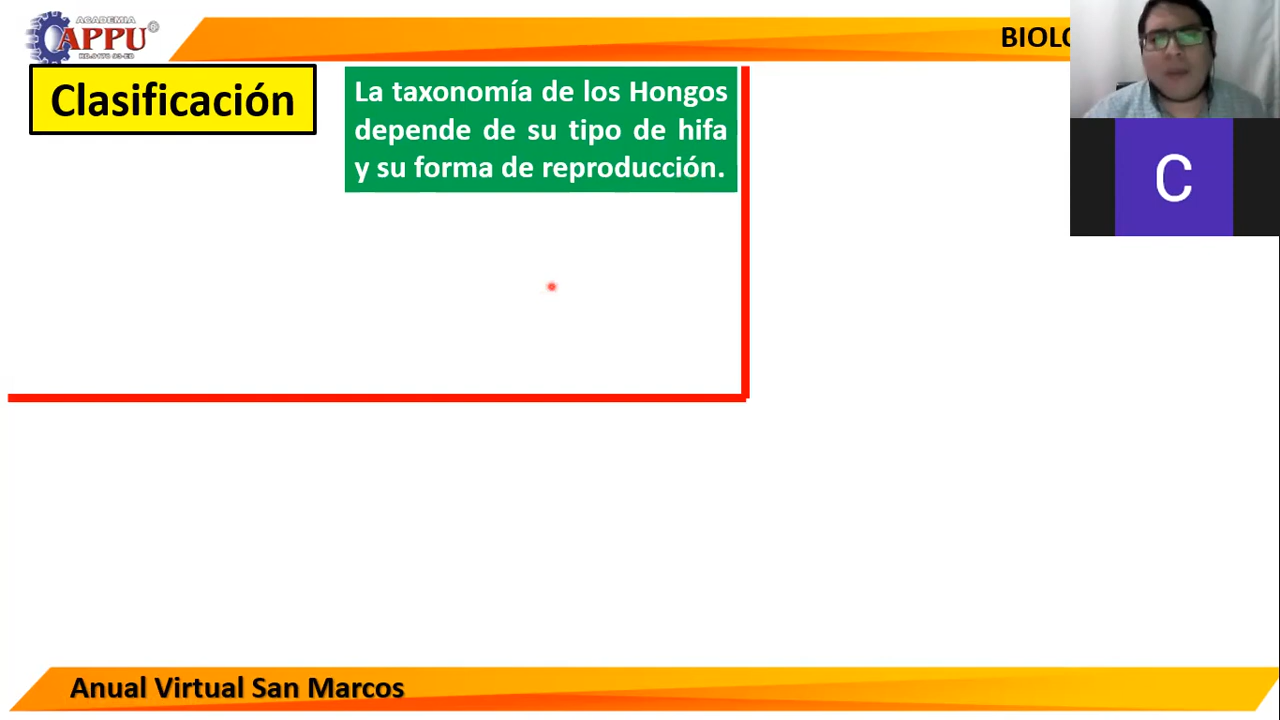 ACADEMIA
APPU
BIOLO
Clasificación
La taxonomía de los Hongos
depende de su tipo de hifa
y su forma de reproducción.
C
Anual Virtual San Marcos